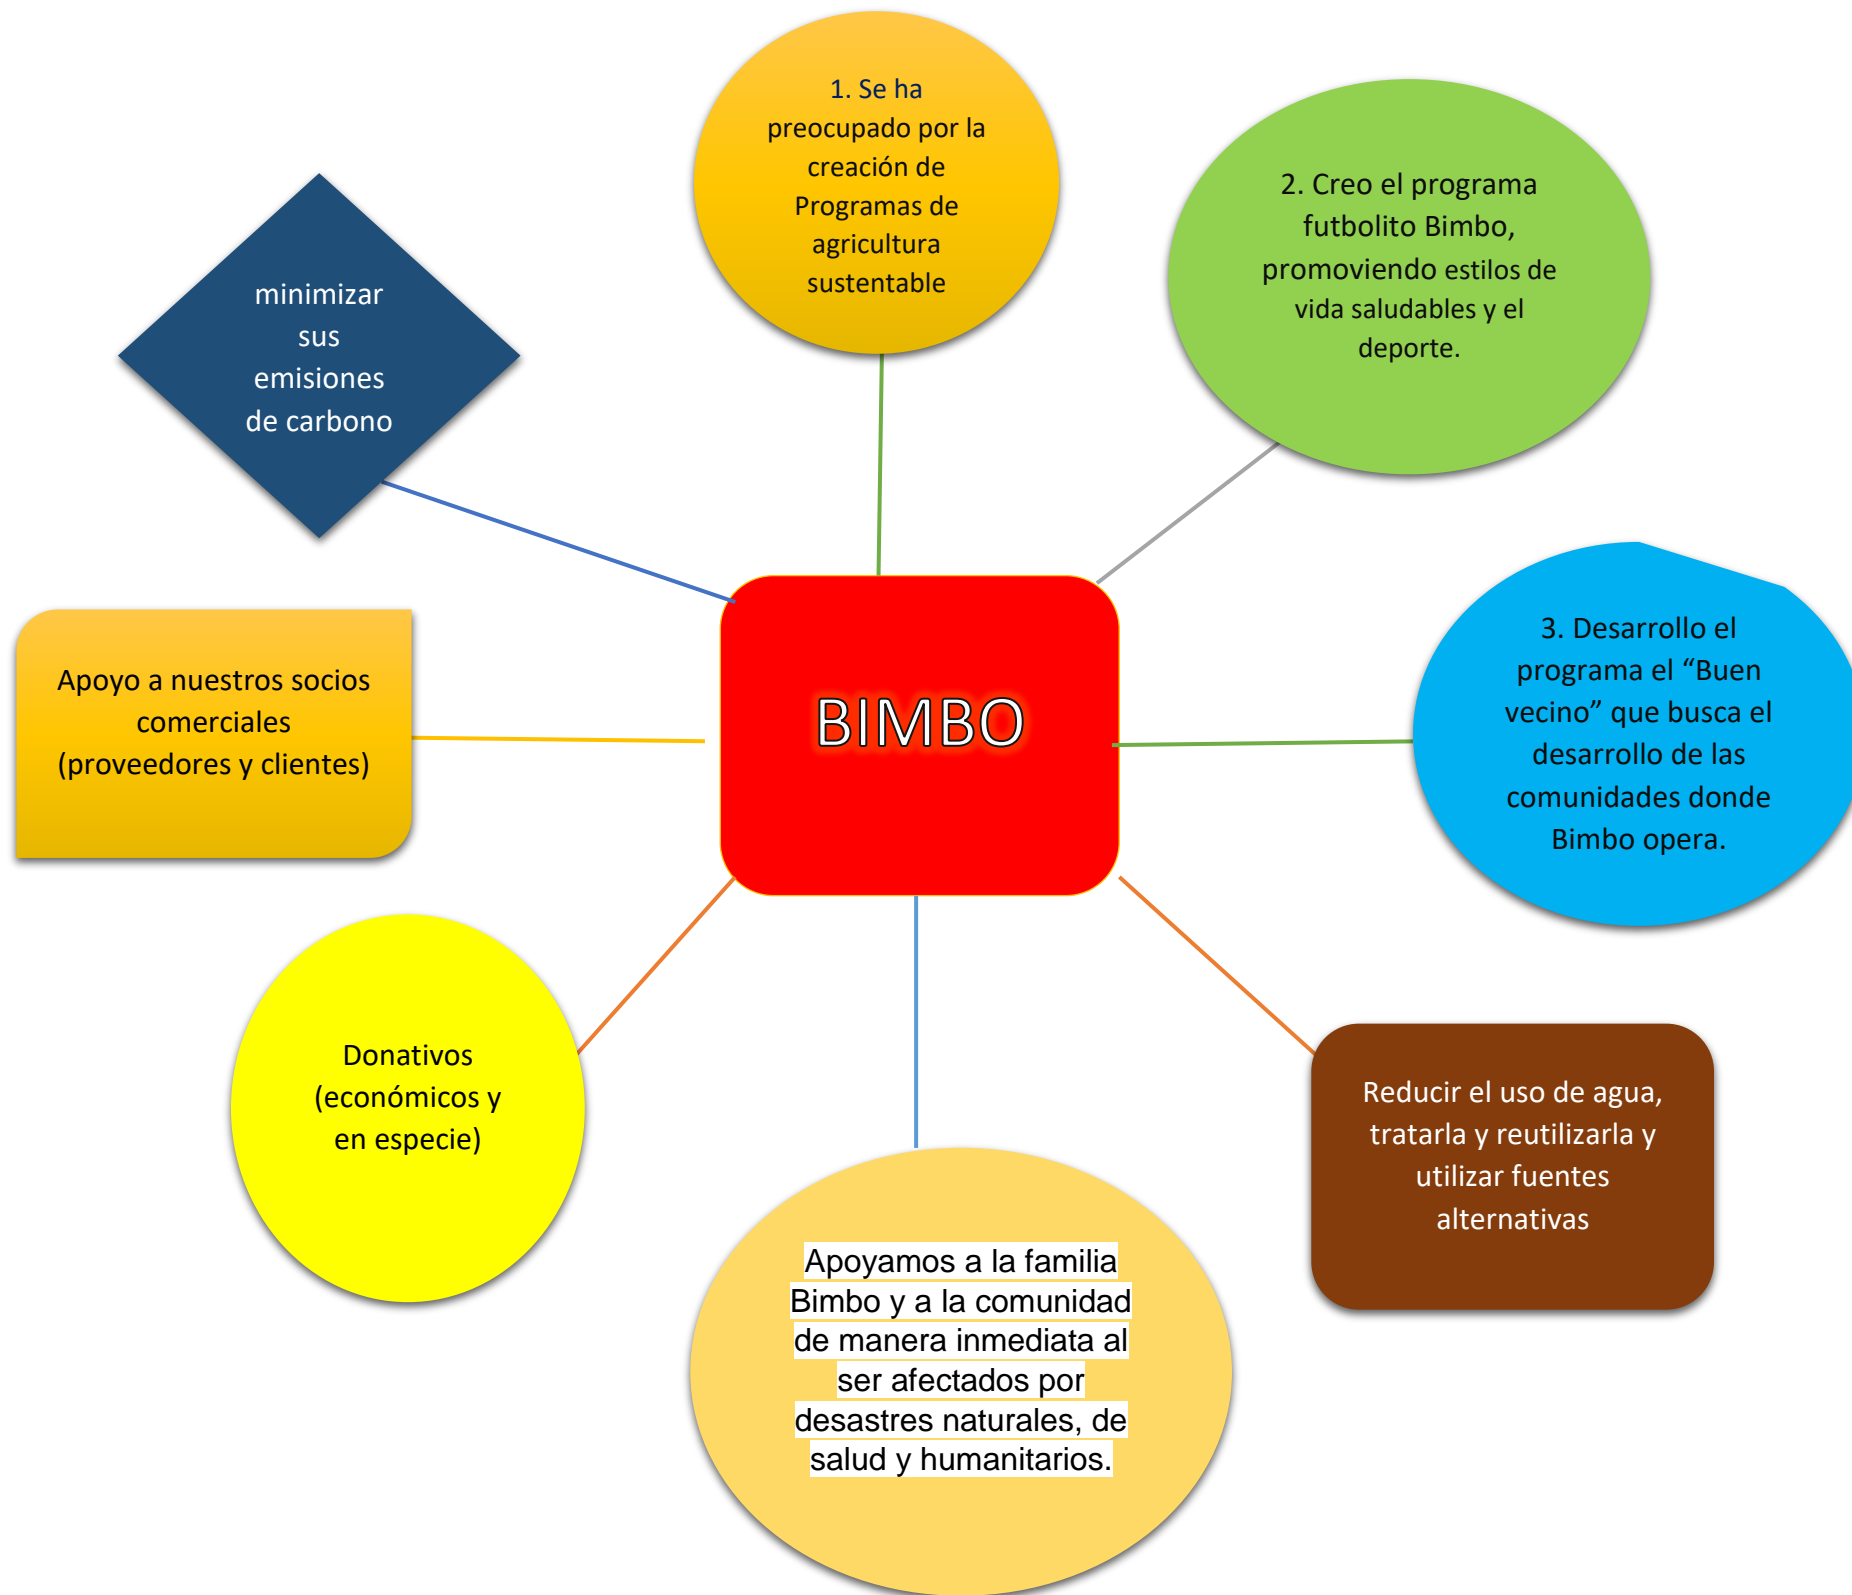 1. Se ha
preocupado por la
creación de
Programas de
agricultura
sustentable
2. Creo el programa
futbolito Bimbo,
promoviendo estilos de
vida saludables y el
deporte.
minimizar
sus
emisiones
de carbono
3. Desarrollo el
programa el “Buen
vecino” que busca el
desarrollo de las
comunidades donde
Bimbo opera.
Apoyo a nuestros socios
comerciales
(proveedores y clientes)
BIMBO
Donativos
(económicos y
en especie)
Reducir el uso de agua,
tratarla y reutilizarla y
utilizar fuentes
alternativas
Apoyamos a la familia
Bimbo y a la comunidad
de manera inmediata al
ser afectados por
desastres naturales, de
salud y humanitarios.